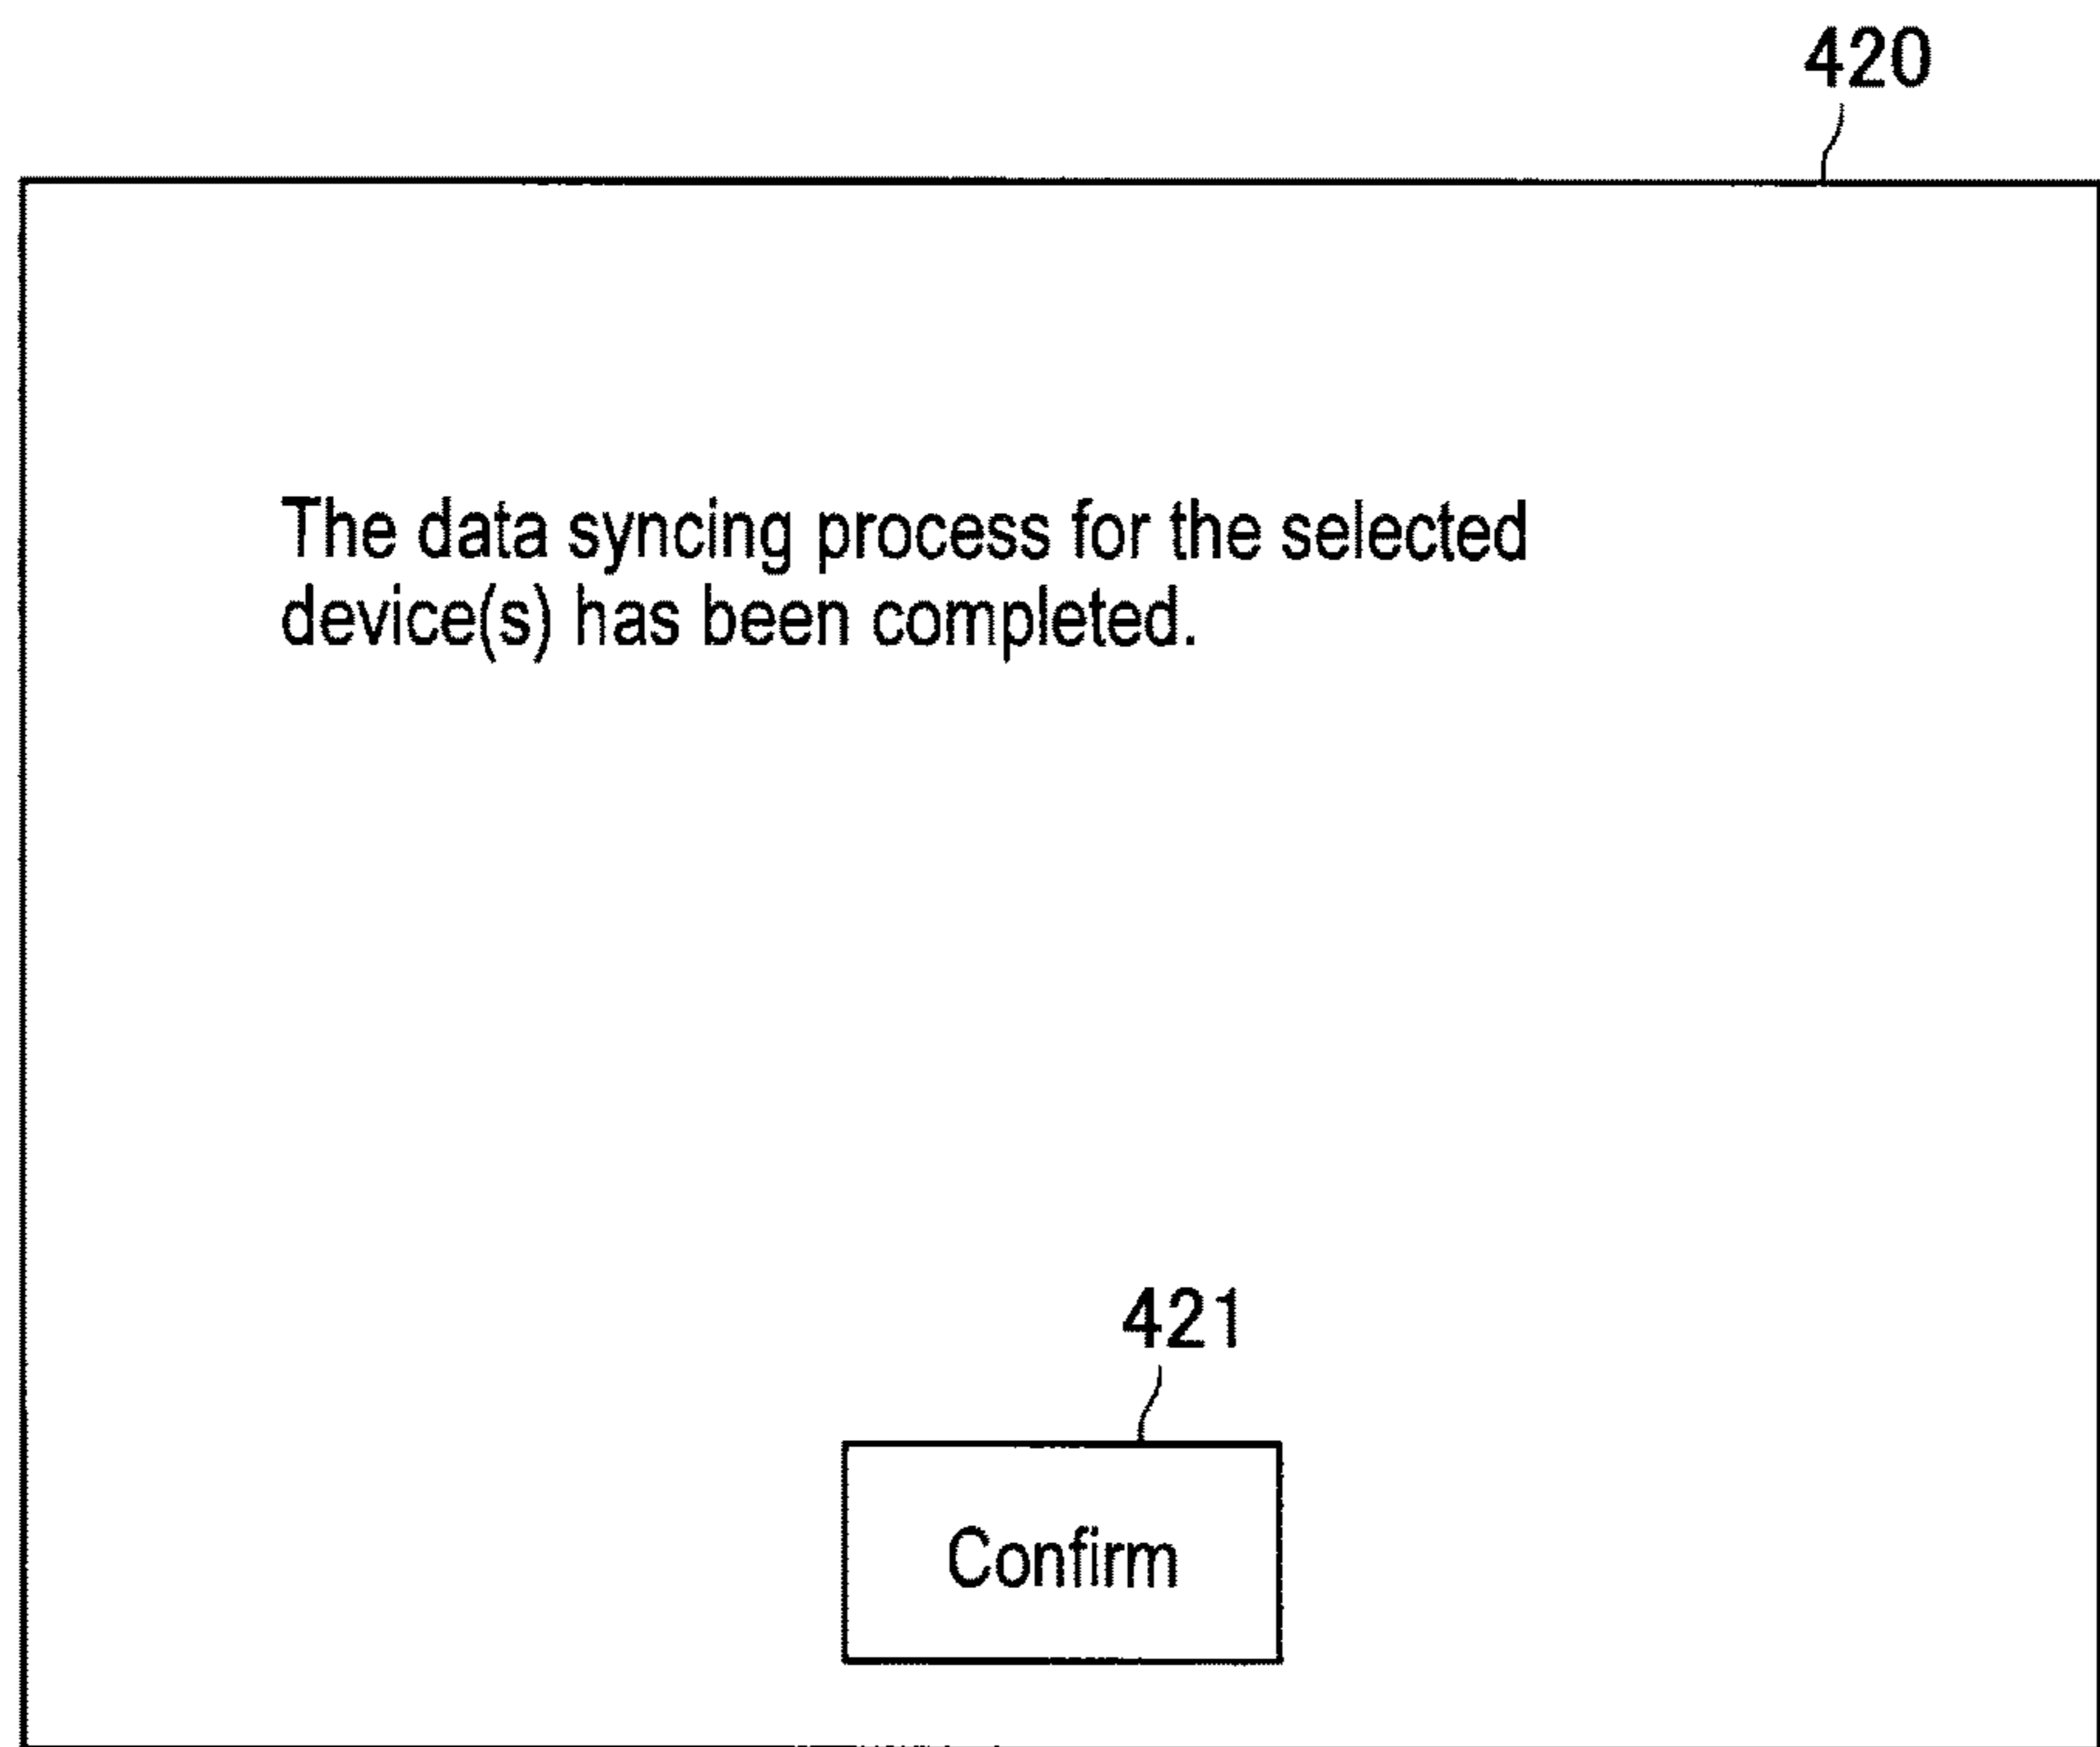 420
The data syncing process for the selected
device(s) has been completed.
421
Confirm